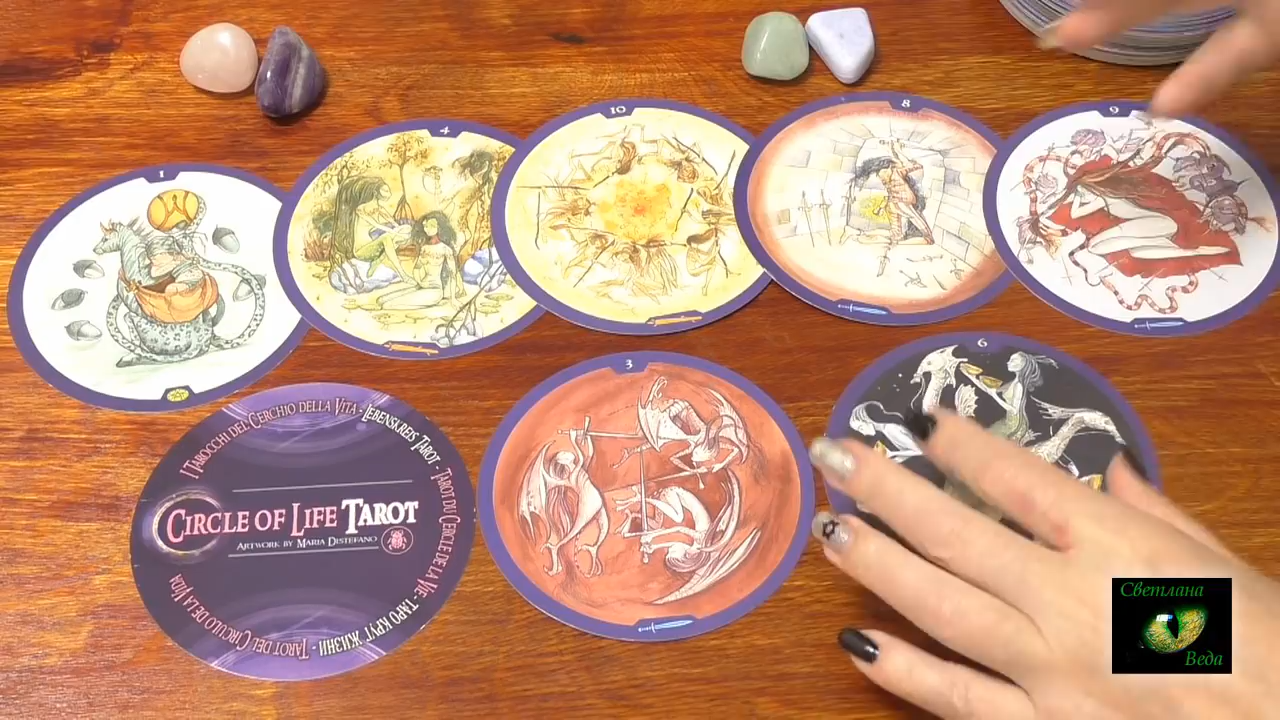 1
4
10
8
9
3
6
I TAROCCHI DEL CERCHIO DELLA VITA - LEBENSKREIS TAROT - TAROT DU CERCLE DE LA VIE - ТАРО КРУГ ЖИЗНИ - TAROT DEL CIRCULO DE LA VIDA
CIRCLE OF LIFE TAROT
ARTWORK BY MARIA DISTEFANO
Светлана
Веда